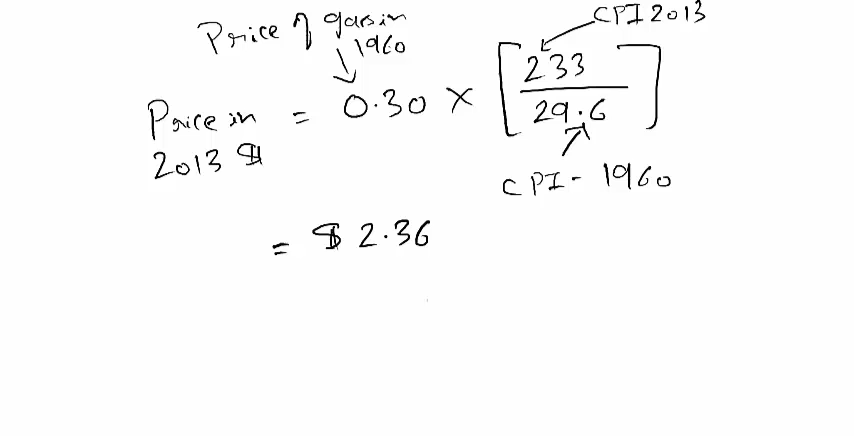 CPI 2013
Price of gas in
1960
Price in = 0.30 × [233/29.6]
2013 $
CPI - 1960
= $ 2.36